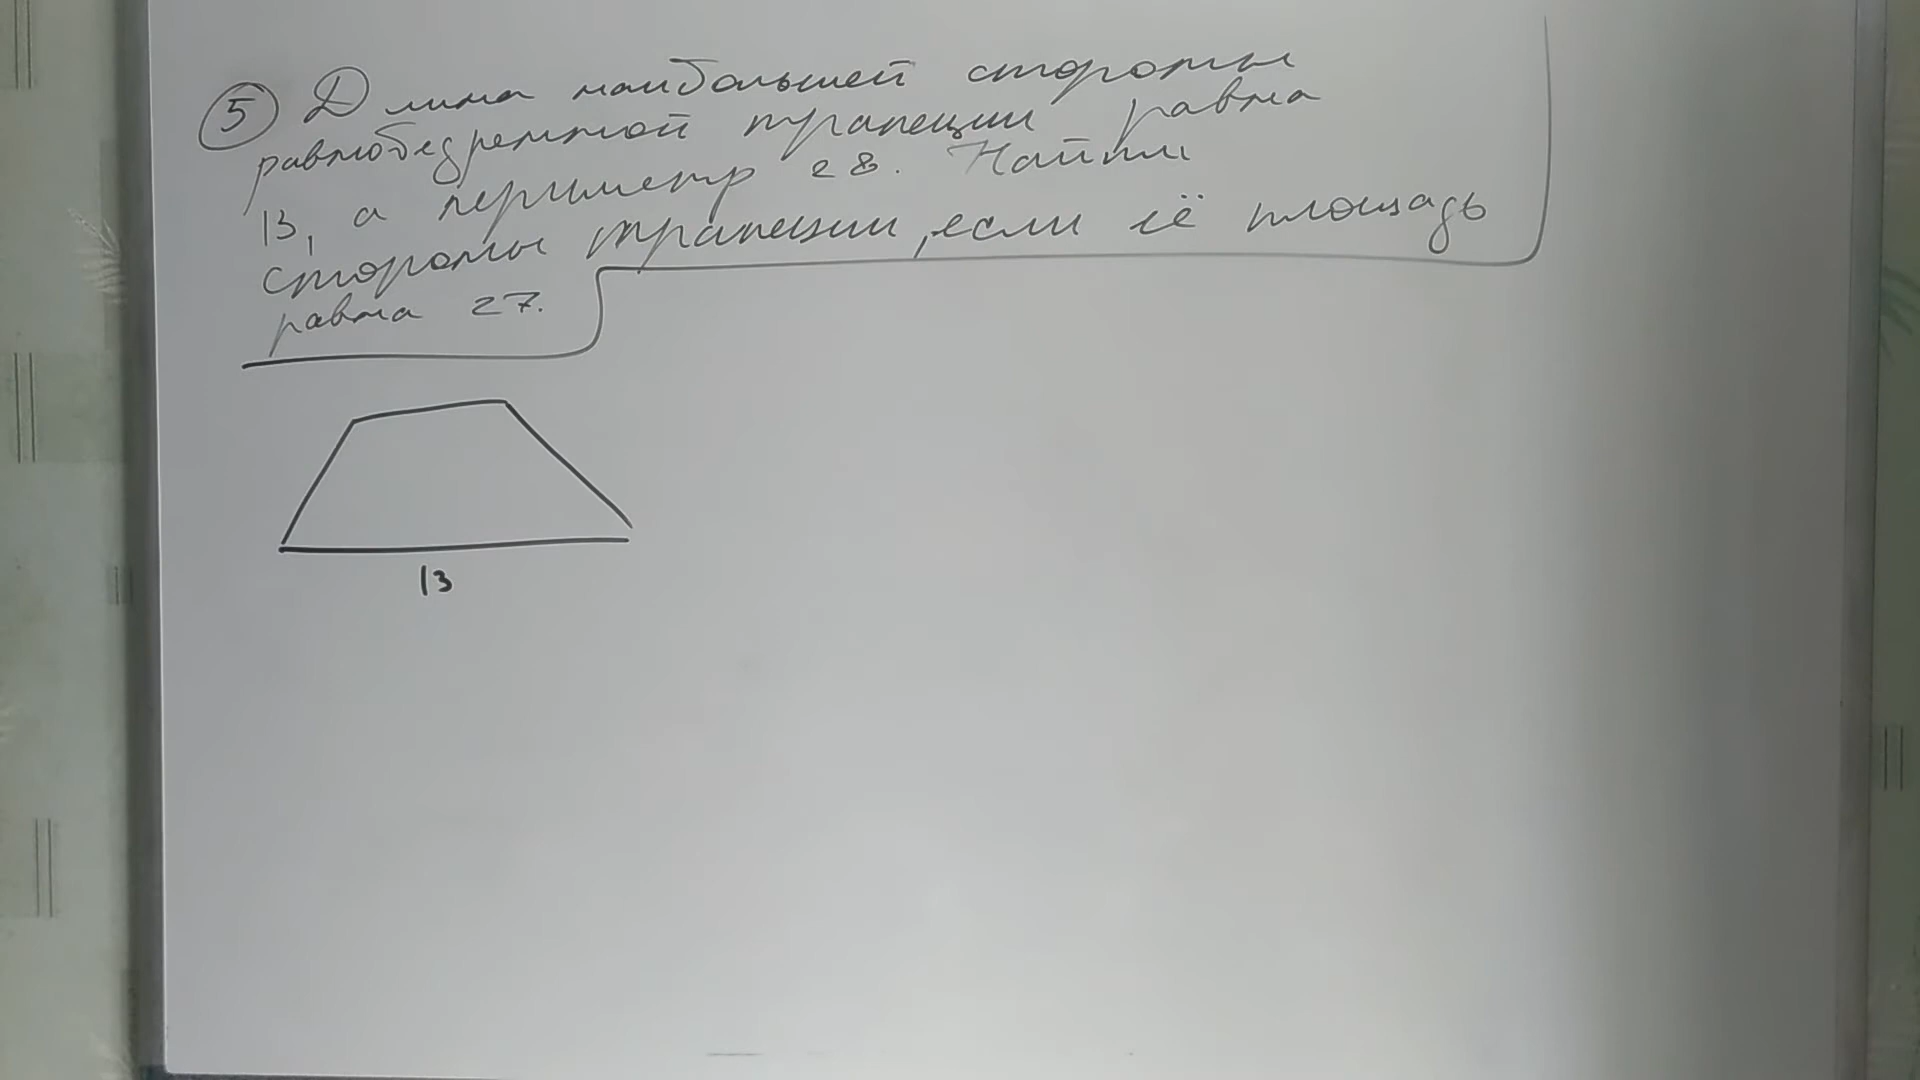 5 Длина наибольшей стороны
равнобедренной трапеции равна
13, а периметр 28. Найти
стороны трапеции, если её площадь
равна 27.
13